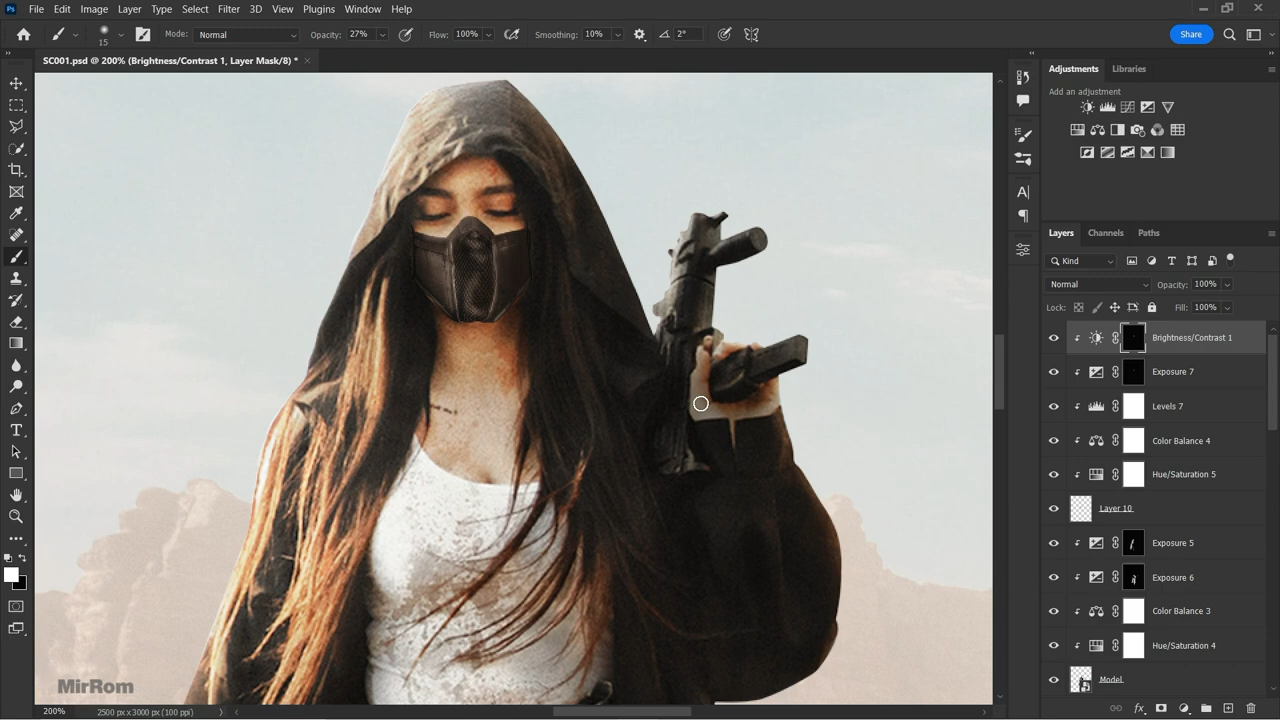 Ps File Edit Image Layer Type Select Filter 3D View Plugins Window Help
15 Mode: Normal Opacity: 27% Flow: 100% Smoothing: 10% 2° Share
SC001.psd @ 200% (Brightness/Contrast 1, Layer Mask/8) * ×
Adjustments Libraries
Add an adjustment
Layers Channels Paths
Kind
Normal Opacity: 100%
Lock: Fill: 100%
Brightness/Contrast 1
Exposure 7
Levels 7
Color Balance 4
Hue/Saturation 5
Layer 10
Exposure 5
Exposure 6
Color Balance 3
Hue/Saturation 4
Model
MirRom
200% 2500 px x 3000 px (100 ppi)